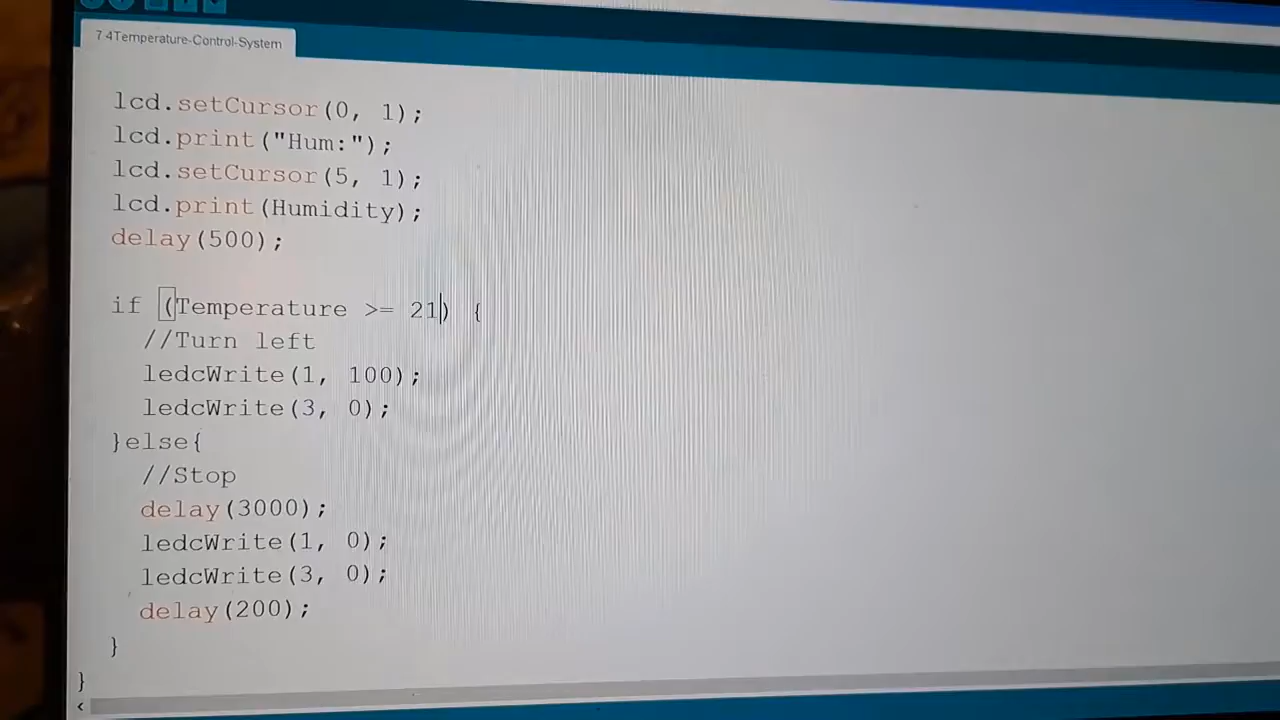 7.4Temperature-Control-System
lcd.setCursor(0, 1);
lcd.print("Hum:");
lcd.setCursor(5, 1);
lcd.print(Humidity);
delay(500);
if (Temperature >= 21) {
//Turn left
ledcWrite(1, 100);
ledcWrite(3, 0);
}else{
//Stop
delay(3000);
ledcWrite(1, 0);
ledcWrite(3, 0);
delay(200);
}
}